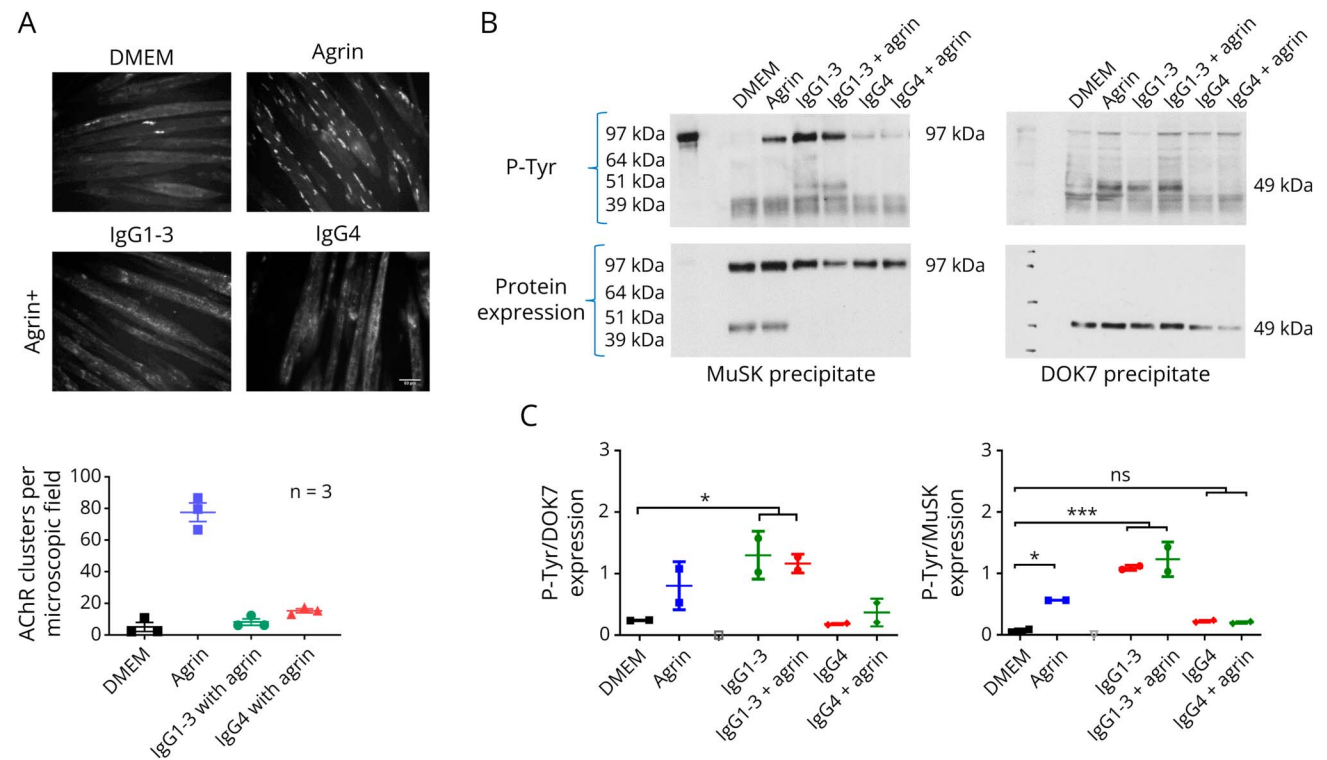 A
DMEM
Agrin
IgG1-3
IgG4
Agrin+
AChR clusters per
microscopic field
100
80
60
40
20
0
n = 3
DMEM
Agrin
IgG1-3 with agrin
IgG4 with agrin
B
DMEM
Agrin
IgG1-3
IgG1-3 + agrin
IgG4
IgG4 + agrin
P-Tyr
97 kDa
64 kDa
51 kDa
39 kDa
97 kDa
Protein
expression
97 kDa
64 kDa
51 kDa
39 kDa
97 kDa
MuSK precipitate
DMEM
Agrin
IgG1-3
IgG1-3 + agrin
IgG4
IgG4 + agrin
49 kDa
49 kDa
DOK7 precipitate
C
P-Tyr/DOK7
expression
3
2
1
0
*
DMEM
Agrin
IgG1-3
IgG1-3 + agrin
IgG4
IgG4 + agrin
P-Tyr/MuSK
expression
3
2
1
0
ns
***
*
DMEM
Agrin
IgG1-3
IgG1-3 + agrin
IgG4
IgG4 + agrin